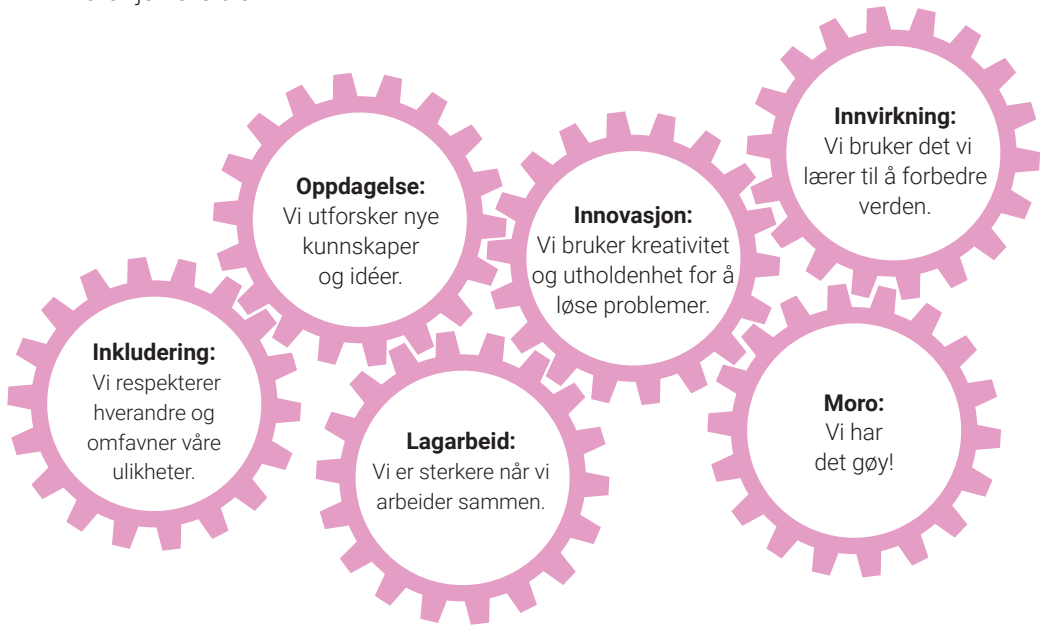 Oppdagelse:
Vi utforsker nye
kunnskaper
og idéer.
Innovasjon:
Vi bruker kreativitet
og utholdenhet for å
løse problemer.
Innvirkning:
Vi bruker det vi
lærer til å forbedre
verden.
Inkludering:
Vi respekterer
hverandre og
omfavner våre
ulikheter.
Lagarbeid:
Vi er sterkere når vi
arbeider sammen.
Moro:
Vi har
det gøy!